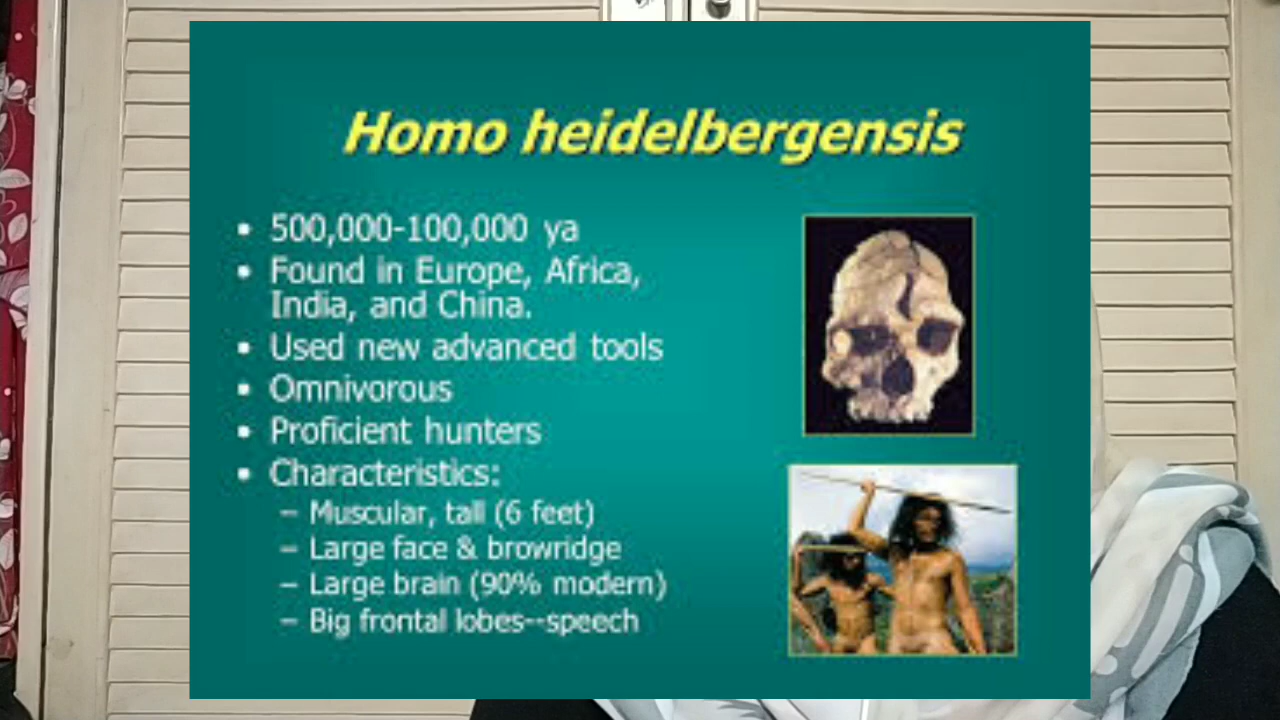 Homo heidelbergensis
• 500,000-100,000 ya
• Found in Europe, Africa,
India, and China.
• Used new advanced tools
• Omnivorous
• Proficient hunters
• Characteristics:
– Muscular, tall (6 feet)
– Large face & browridge
– Large brain (90% modern)
– Big frontal lobes--speech